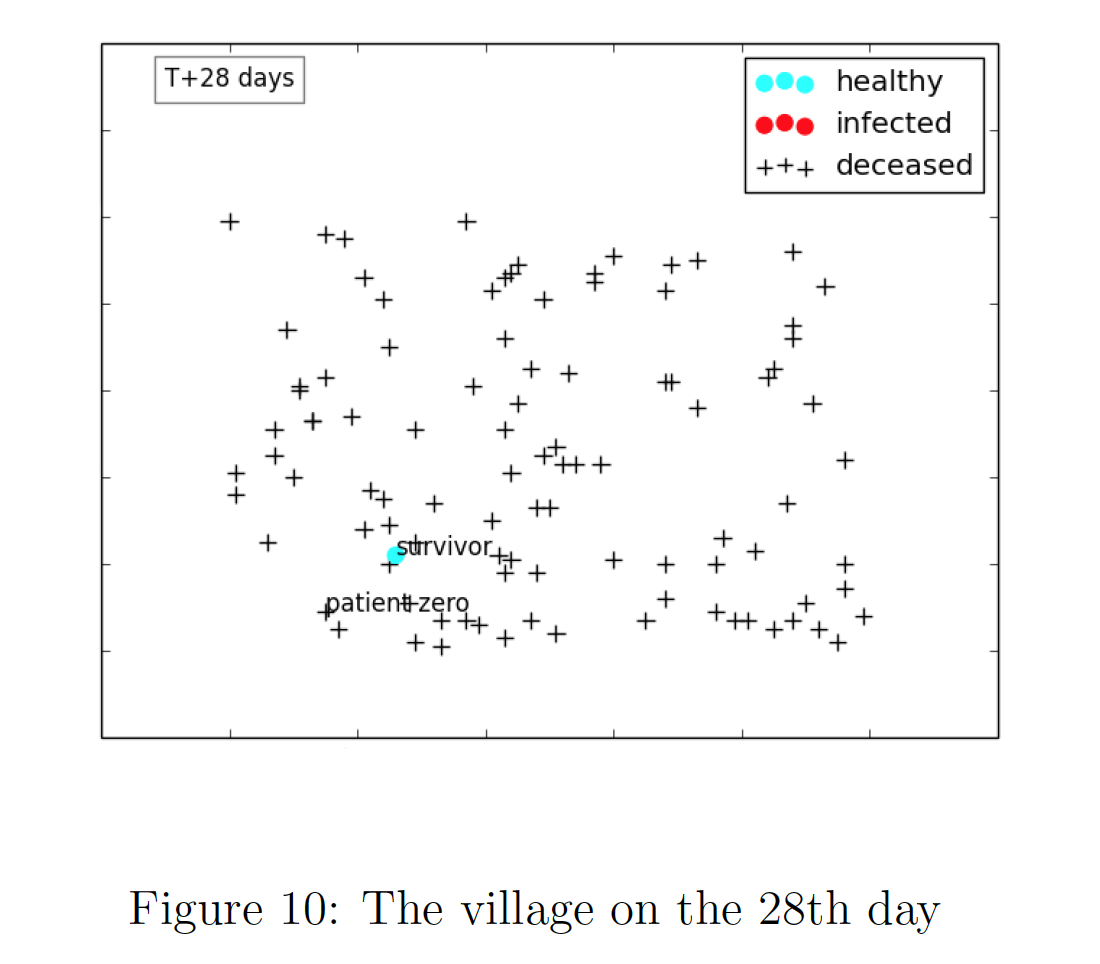 T+28 days
healthy
infected
deceased
survivor
patient zero
Figure 10: The village on the 28th day